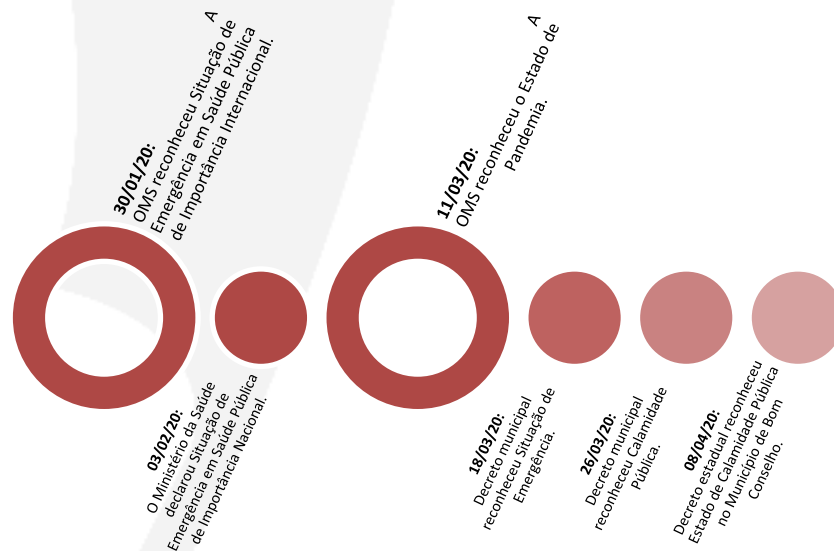 30/01/20: A
OMS reconheceu Situação de
Emergência em Saúde Pública
de Importância Internacional.
03/02/20:
O Ministério da Saúde
declarou Situação de
Emergência em Saúde Pública
de Importância Nacional.
11/03/20: A
OMS reconheceu o Estado de
Pandemia.
18/03/20:
Decreto municipal
reconheceu Situação de
Emergência.
26/03/20:
Decreto municipal
reconheceu Calamidade
Pública.
08/04/20:
Decreto estadual reconheceu
Estado de Calamidade Pública
no Município de Bom
Conselho.